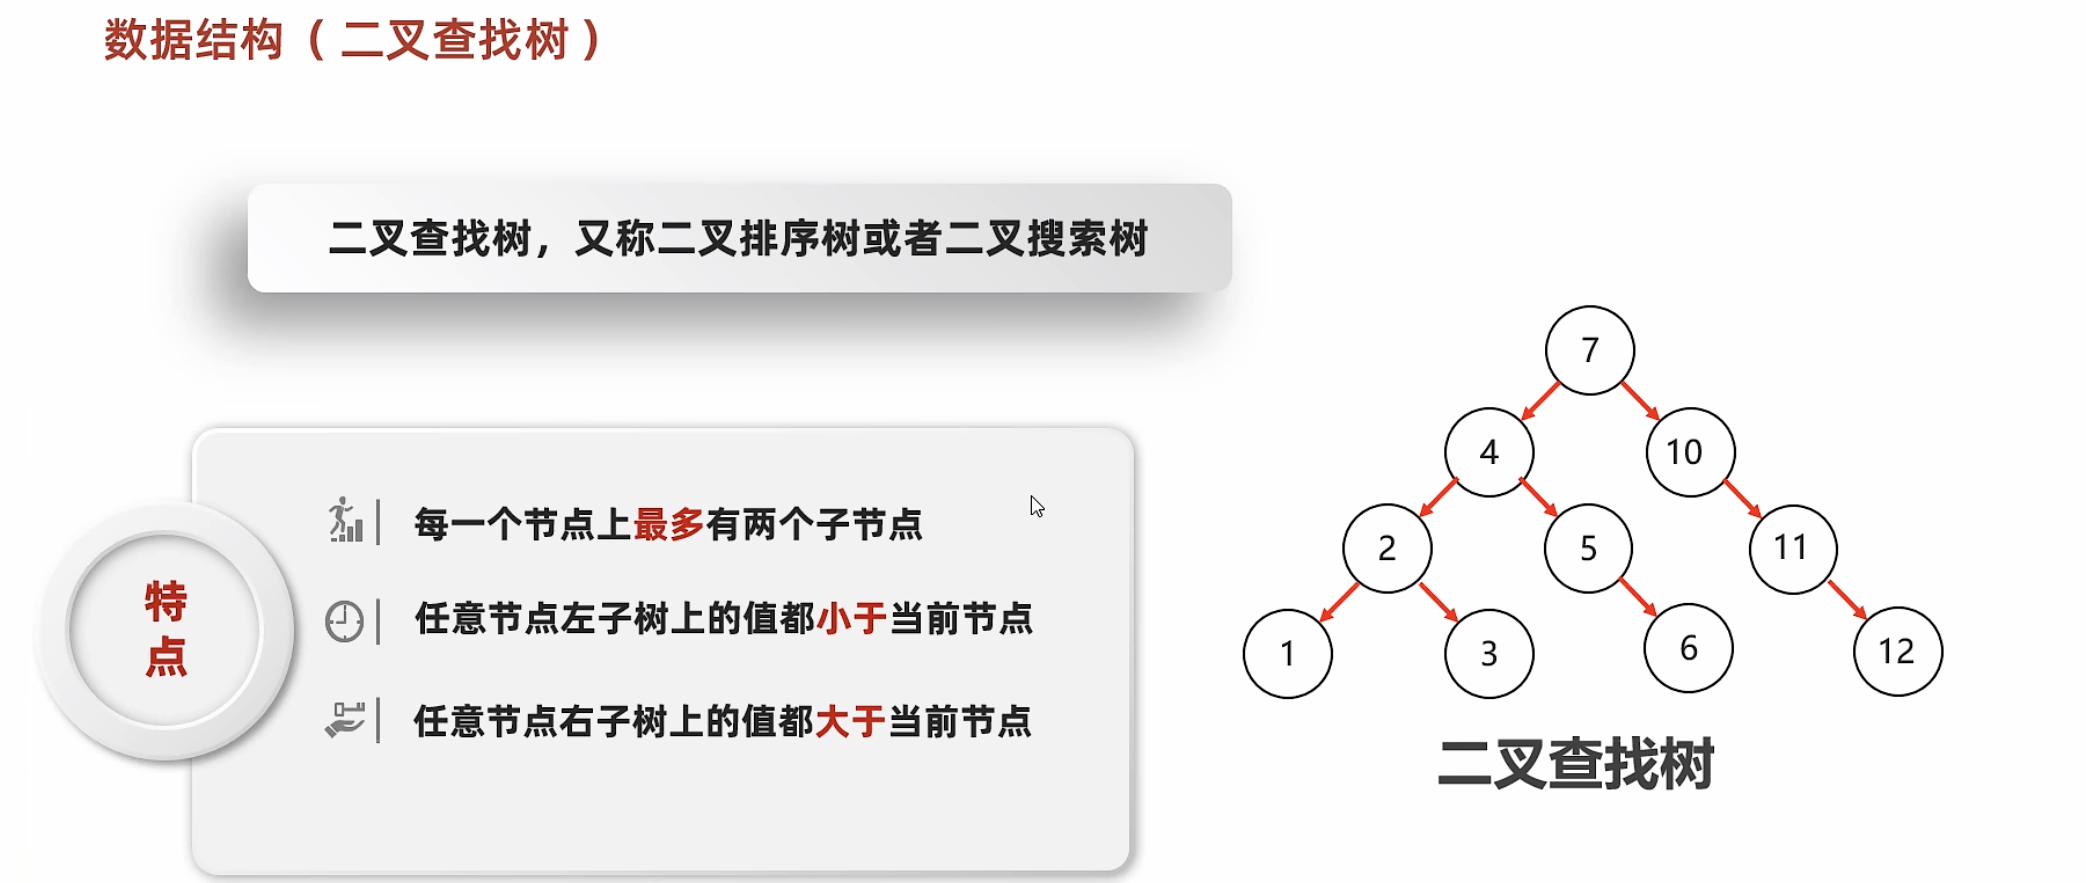 数据结构（二叉查找树）
二叉查找树，又称二叉排序树或者二叉搜索树
特点
每一个节点上最多有两个子节点
任意节点左子树上的值都小于当前节点
任意节点右子树上的值都大于当前节点
7
4 10
2 5 11
1 3 6 12
二叉查找树